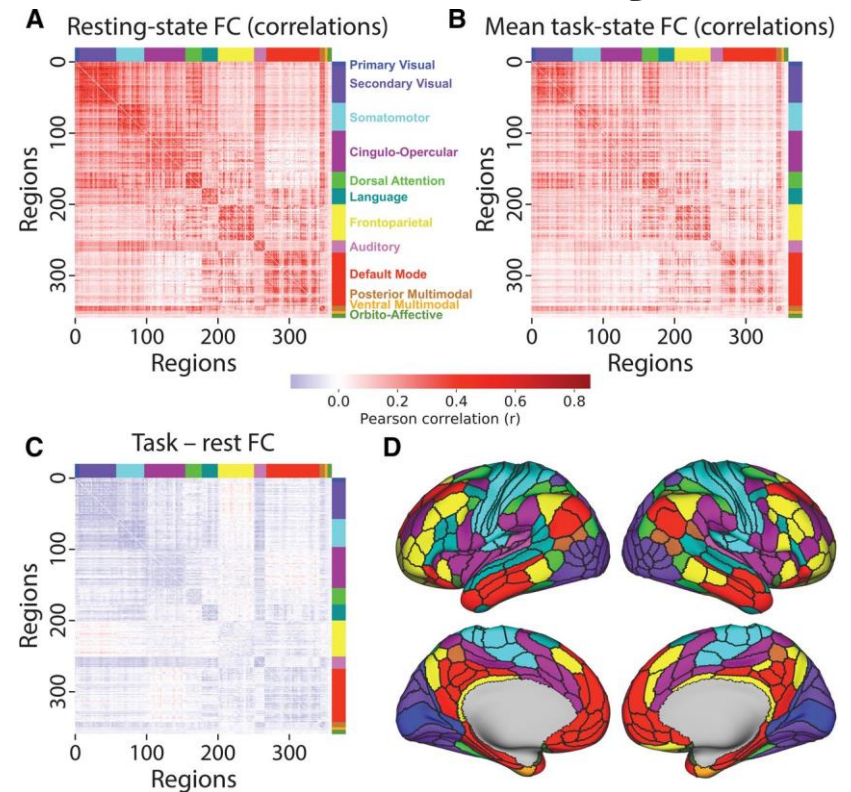 A Resting-state FC (correlations)
0
100
200
300
Regions
0 100 200 300
Regions
Primary Visual
Secondary Visual
Somatomotor
Cingulo-Opercular
Dorsal Attention
Language
Frontoparietal
Auditory
Default Mode
Posterior Multimodal
Ventral Multimodal
Orbito-Affective
B Mean task-state FC (correlations)
0
100
200
300
Regions
0 100 200 300
Regions
0.0 0.2 0.4 0.6 0.8
Pearson correlation (r)
C Task – rest FC
0
100
200
300
Regions
0 100 200 300
Regions
D